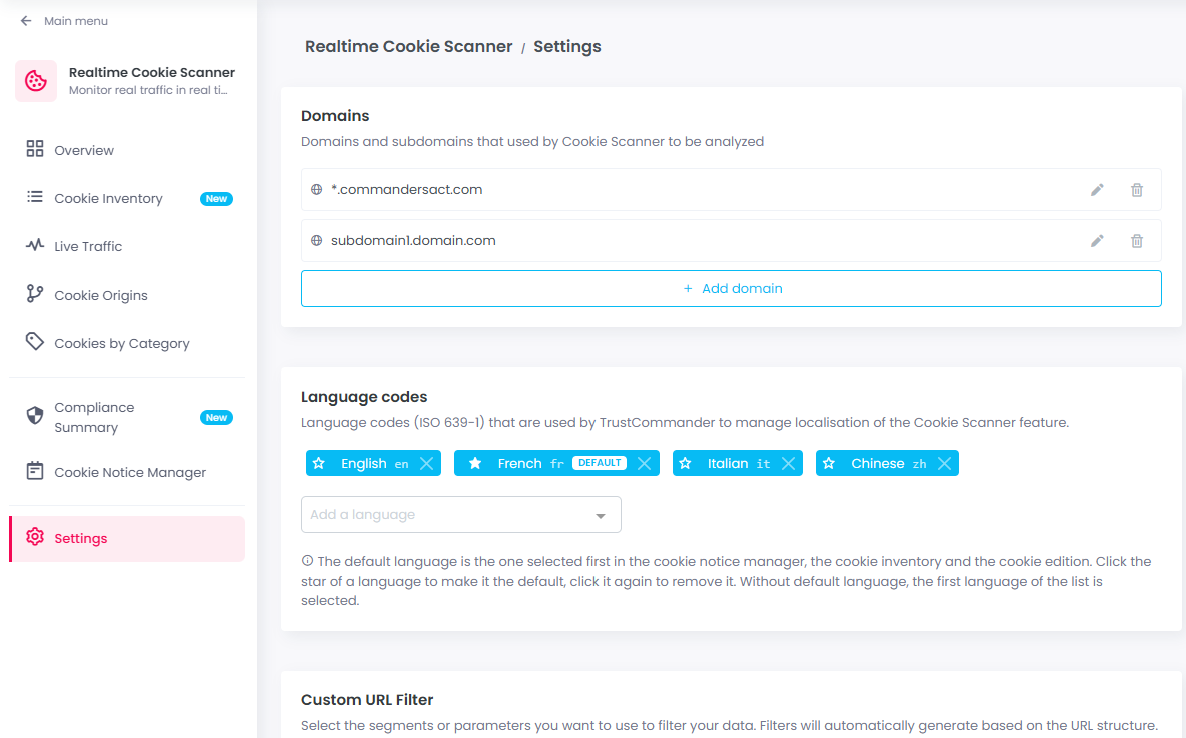 Main menu
Realtime Cookie Scanner
Monitor real traffic in real ti...
Overview
Cookie Inventory New
Live Traffic
Cookie Origins
Cookies by Category
Compliance
Summary New
Cookie Notice Manager
Settings
Realtime Cookie Scanner / Settings
Domains
Domains and subdomains that used by Cookie Scanner to be analyzed
*.commandersact.com
subdomain1.domain.com
+ Add domain
Language codes
Language codes (ISO 639-1) that are used by TrustCommander to manage localisation of the Cookie Scanner feature.
English en French fr DEFAULT Italian it Chinese zh
Add a language
The default language is the one selected first in the cookie notice manager, the cookie inventory and the cookie edition. Click the
star of a language to make it the default, click it again to remove it. Without default language, the first language of the list is
selected.
Custom URL Filter
Select the segments or parameters you want to use to filter your data. Filters will automatically generate based on the URL structure.